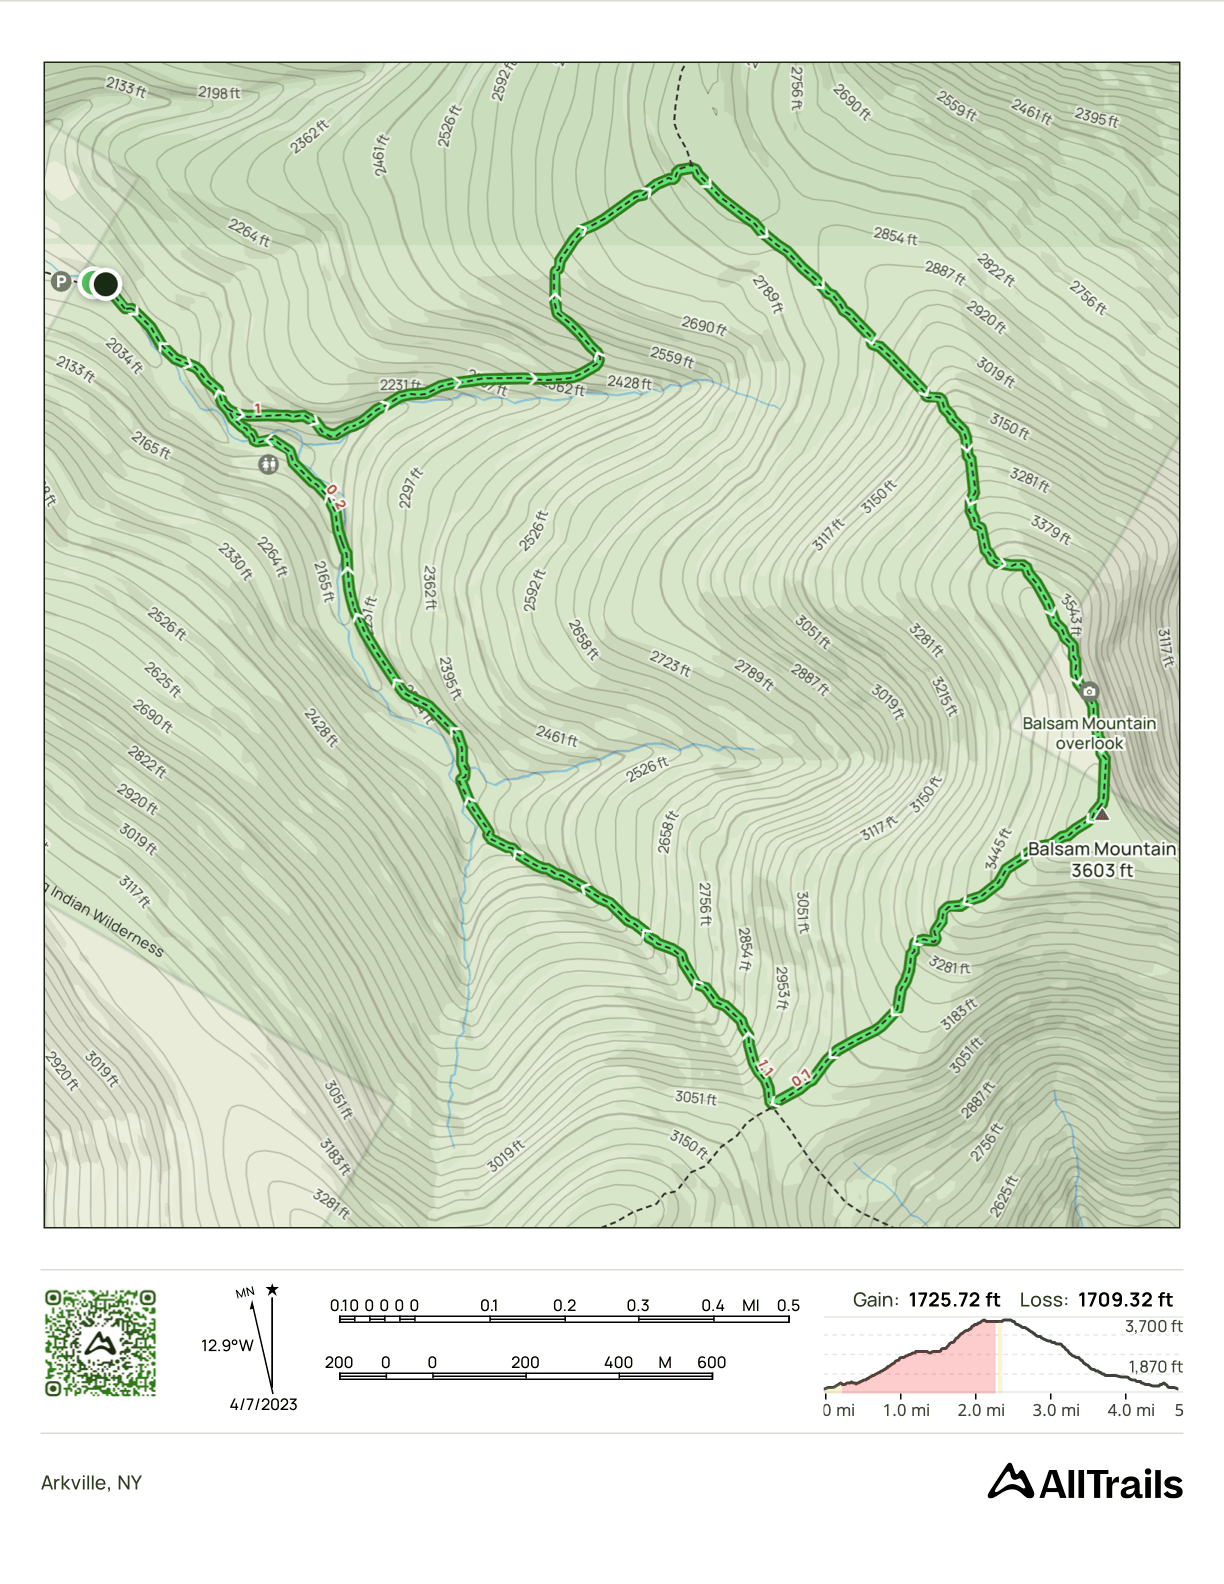 2133 ft
2198 ft
2362 ft
2461 ft
2526 ft
2592 ft
2756 ft
2690 ft
2559 ft
2461 ft
2395 ft
2264 ft
2854 ft
2887 ft
2822 ft
2756 ft
P
2789 ft
2920 ft
2690 ft
2034 ft
2133 ft
2559 ft
3019 ft
2231 ft
2428 ft
1
3150 ft
2165 ft
0.2
2297 ft
3281 ft
3150 ft
3117 ft
2526 ft
3379 ft
2330 ft
2264 ft
2165 ft
2362 ft
2592 ft
3543 ft
2526 ft
2658 ft
3051 ft
3281 ft
3117 ft
2625 ft
2395 ft
2723 ft
2789 ft
2887 ft
3019 ft
3215 ft
2690 ft
2428 ft
2461 ft
Balsam Mountain
overlook
2822 ft
2526 ft
2920 ft
3150 ft
3019 ft
2658 ft
3117 ft
3445 ft
Balsam Mountain
3603 ft
3117 ft
Indian Wilderness
2756 ft
3051 ft
2854 ft
2953 ft
3281 ft
3183 ft
3051 ft
2920 ft
3019 ft
1.1
0.7
3051 ft
3051 ft
2887 ft
3183 ft
3019 ft
3150 ft
2756 ft
3281 ft
2625 ft
MN
12.9°W
4/7/2023
0.10 0 0 0 0 0.1 0.2 0.3 0.4 MI 0.5
200 0 0 200 400 M 600
Gain: 1725.72 ft Loss: 1709.32 ft
3,700 ft
1,870 ft
0 mi 1.0 mi 2.0 mi 3.0 mi 4.0 mi 5
Arkville, NY
AllTrails